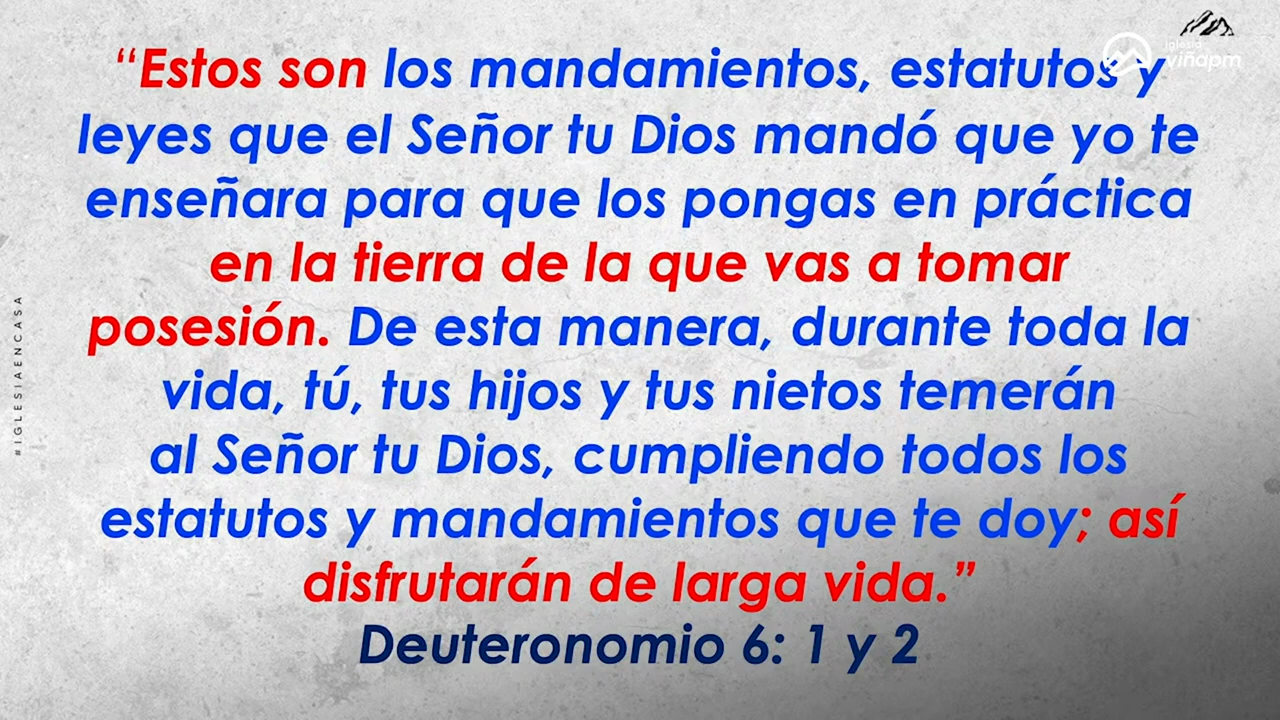 “Estos son los mandamientos, estatutos y
leyes que el Señor tu Dios mandó que yo te
enseñara para que los pongas en práctica
en la tierra de la que vas a tomar
posesión. De esta manera, durante toda la
vida, tú, tus hijos y tus nietos temerán
al Señor tu Dios, cumpliendo todos los
estatutos y mandamientos que te doy; así
disfrutarán de larga vida.”
Deuteronomio 6: 1 y 2
iglesia
viñapm
#IGLESIAENCASA